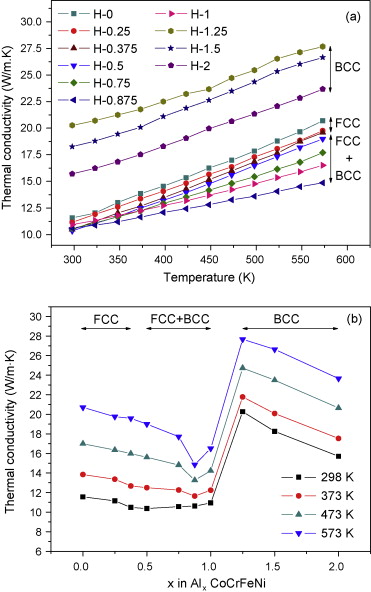 (a)
H-0 H-1
H-0.25 H-1.25
H-0.375 H-1.5
H-0.5 H-2
H-0.75
H-0.875
BCC
FCC
FCC
+
BCC
Thermal conductivity (W/m·K)
30.0
27.5
25.0
22.5
20.0
17.5
15.0
12.5
10.0
300 350 400 450 500 550 600
Temperature (K)
(b)
FCC FCC+BCC BCC
Thermal conductivity (W/m·K)
30
28
26
24
22
20
18
16
14
12
10
8
6
298 K
373 K
473 K
573 K
0.0 0.5 1.0 1.5 2.0
x in Alx CoCrFeNi